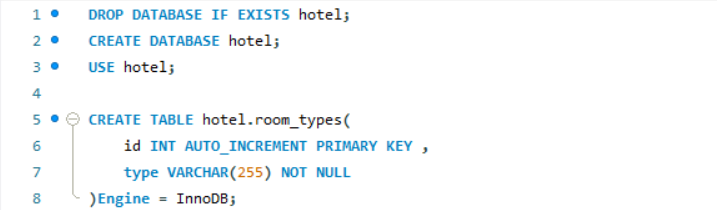 1 DROP DATABASE IF EXISTS hotel;
2 CREATE DATABASE hotel;
3 USE hotel;
4
5 CREATE TABLE hotel.room_types(
6 id INT AUTO_INCREMENT PRIMARY KEY ,
7 type VARCHAR(255) NOT NULL
8 )Engine = InnoDB;